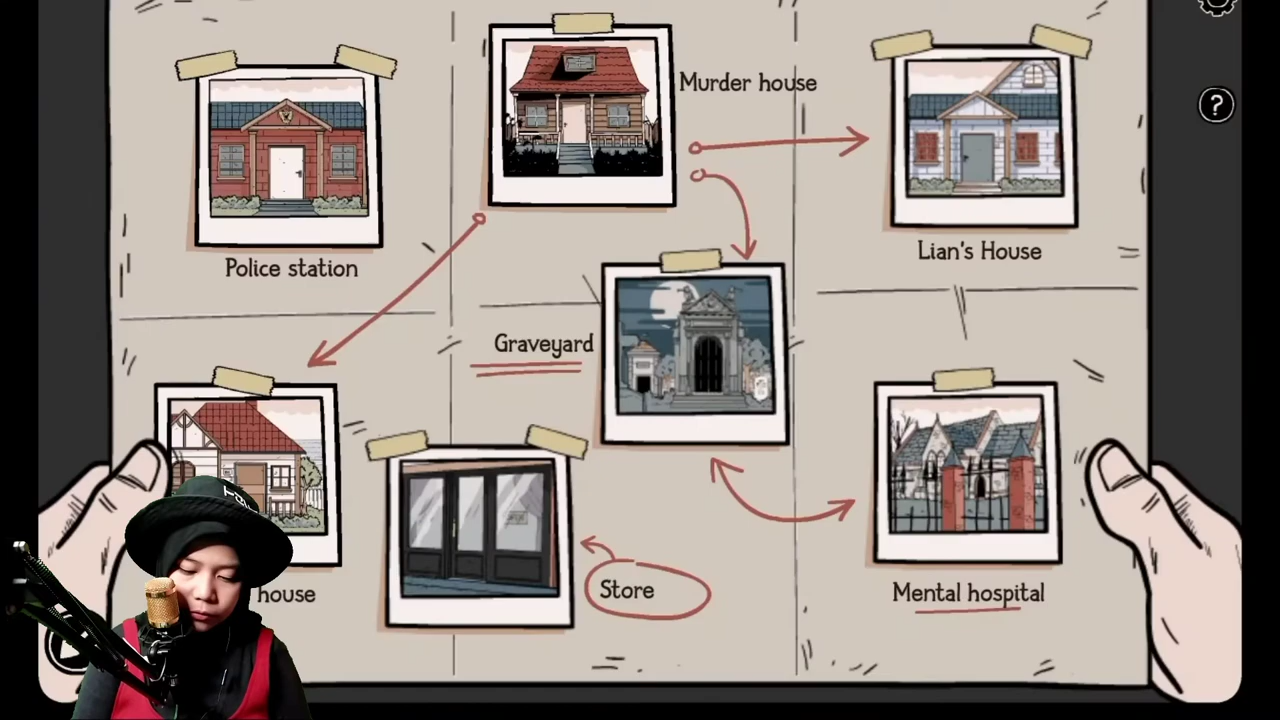 Murder house
Police station
Lian's House
Graveyard
house
Store
Mental hospital
?